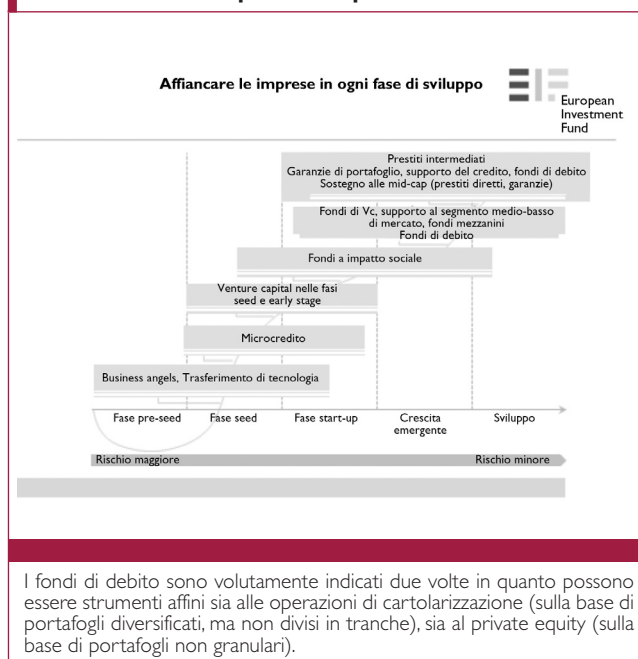 Affiancare le imprese in ogni fase di sviluppo
European
Investment
Fund
Prestiti intermediati
Garanzie di portafoglio, supporto del credito, fondi di debito
Sostegno alle mid-cap (prestiti diretti, garanzie)
Fondi di Vc, supporto al segmento medio-basso
di mercato, fondi mezzanini
Fondi di debito
Fondi a impatto sociale
Venture capital nelle fasi
seed e early stage
Microcredito
Business angels, Trasferimento di tecnologia
Fase pre-seed Fase seed Fase start-up Crescita emergente Sviluppo
Rischio maggiore Rischio minore
I fondi di debito sono volutamente indicati due volte in quanto possono
essere strumenti affini sia alle operazioni di cartolarizzazione (sulla base di
portafogli diversificati, ma non divisi in tranche), sia al private equity (sulla
base di portafogli non granulari).